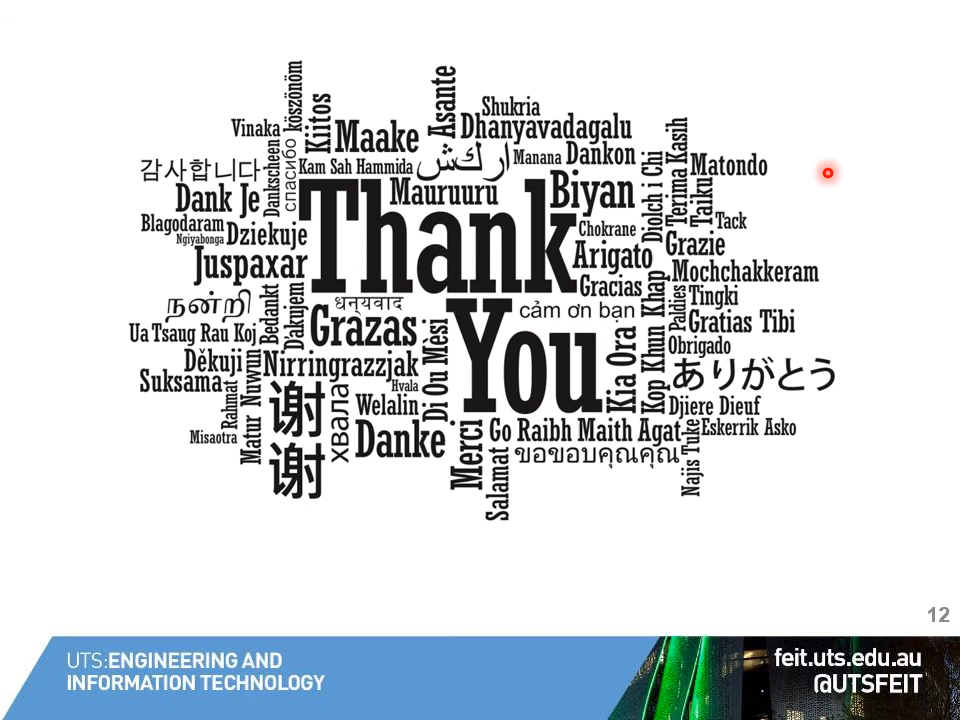 köszönöm
Kiitos
Asante
Shukria
Vinaka
Maake
Dhanyavadagalu
Terima Kasih
감사합니다
Dankscheen
спасибо
Kam Sah Hammida
Manana
Dankon
Diolch i Chi
Matondo
Dank Je
Mauruuru
Biyan
Taiku
Blagodaram
Ngiyabonga
Dziekuje
Thank
Chokrane
Tack
Juspaxar
Arigato
Grazie
Gracias
Mochchakkeram
நன்றி
Bedankt
Dakujem
धन्यवाद
cảm ơn bạn
Kop Khun Khap
Paldies
Tingki
Ua Tsaug Rau Koj
Grazas
You
Gratias Tibi
Děkuji
Nirringrazzjak
Di Ou Mèsi
Kia Ora
Obrigado
Suksama
Rahmat
Matur Nuwun
谢谢
хвала
Hvala
Welalin
ありがとう
Djiere Dieuf
Misaotra
Danke
Merci
Go Raibh Maith Agat
Eskerrik Asko
Salamat
ขอขอบคุณคุณ
Najis Tuke
12
UTS:ENGINEERING AND
INFORMATION TECHNOLOGY
feit.uts.edu.au
@UTSFEIT